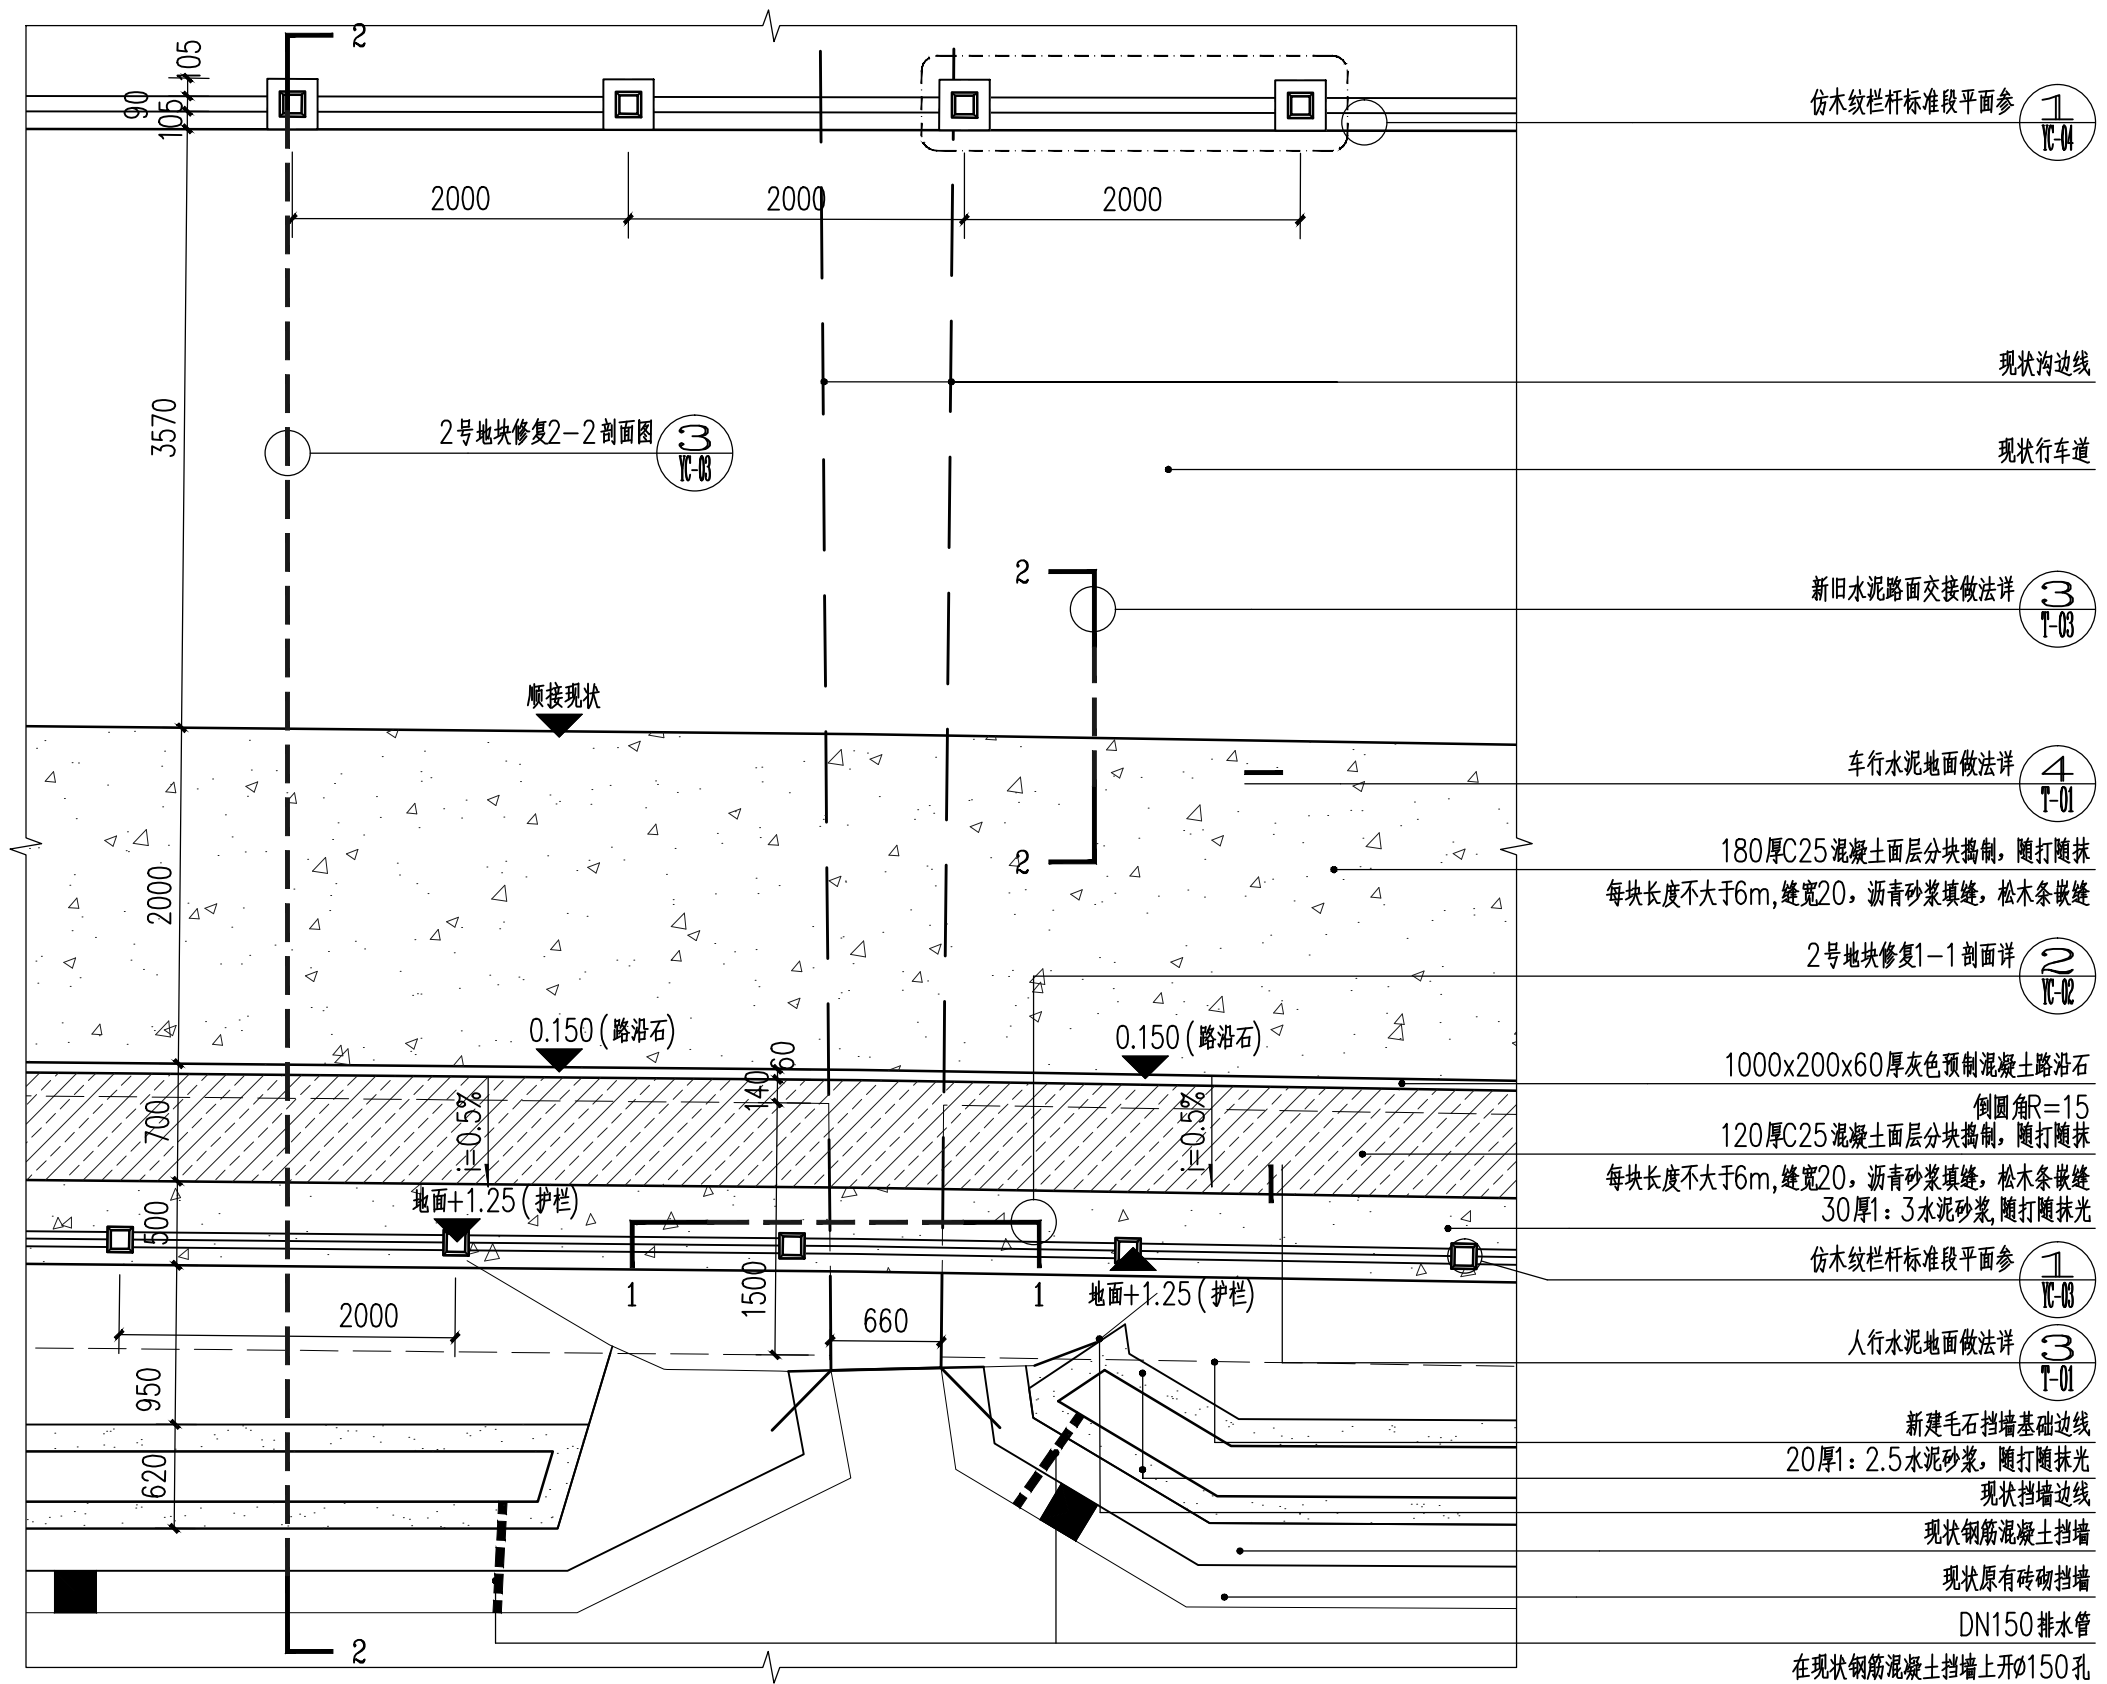 2
105
90
105
仿木纹栏杆标准段平面参
1
YC-04
2000
2000
2000
现状沟边线
3570
2号地块修复2-2剖面图
3
YC-03
现状行车道
2
新旧水泥路面交接做法详
3
T-03
顺接现状
车行水泥地面做法详
4
T-01
2
180厚C25混凝土面层分块捣制，随打随抹
每块长度不大于6m,缝宽20，沥青砂浆填缝，松木条嵌缝
2000
2号地块修复1-1剖面详
2
YC-02
0.150(路沿石)
0.150(路沿石)
60
140
1000x200x60厚灰色预制混凝土路沿石
倒圆角R=15
700
i=0.5%
i=0.5%
120厚C25混凝土面层分块捣制，随打随抹
每块长度不大于6m,缝宽20，沥青砂浆填缝，松木条嵌缝
地面+1.25(护栏)
30厚1：3水泥砂浆,随打随抹光
500
仿木纹栏杆标准段平面参
1
YC-03
1
1500
1
地面+1.25(护栏)
2000
660
人行水泥地面做法详
3
T-01
950
新建毛石挡墙基础边线
20厚1：2.5水泥砂浆，随打随抹光
620
现状挡墙边线
现状钢筋混凝土挡墙
现状原有砖砌挡墙
DN150排水管
2
在现状钢筋混凝土挡墙上开ø150孔